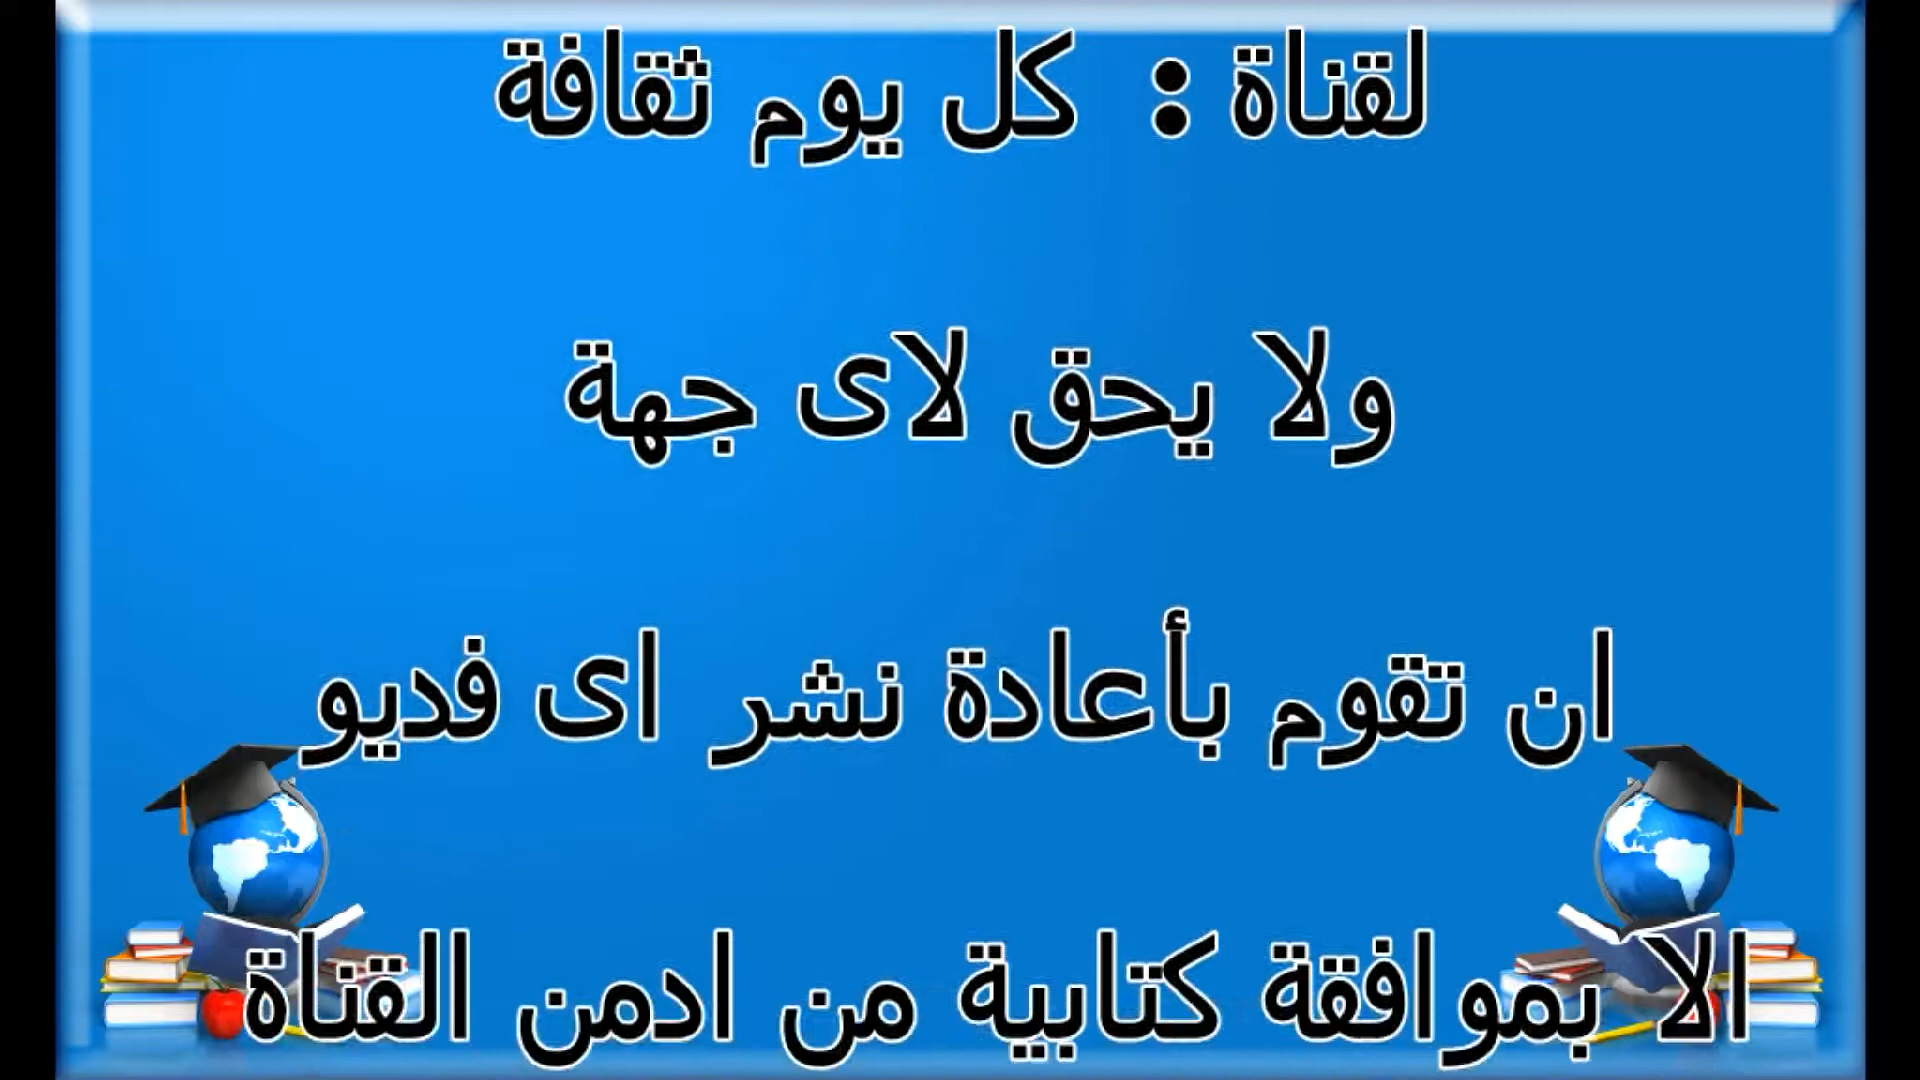 لقناة : كل يوم ثقافة
ولا يحق لاى جهة
ان تقوم بأعادة نشر اى فديو
الا بموافقة كتابية من ادمن القناة